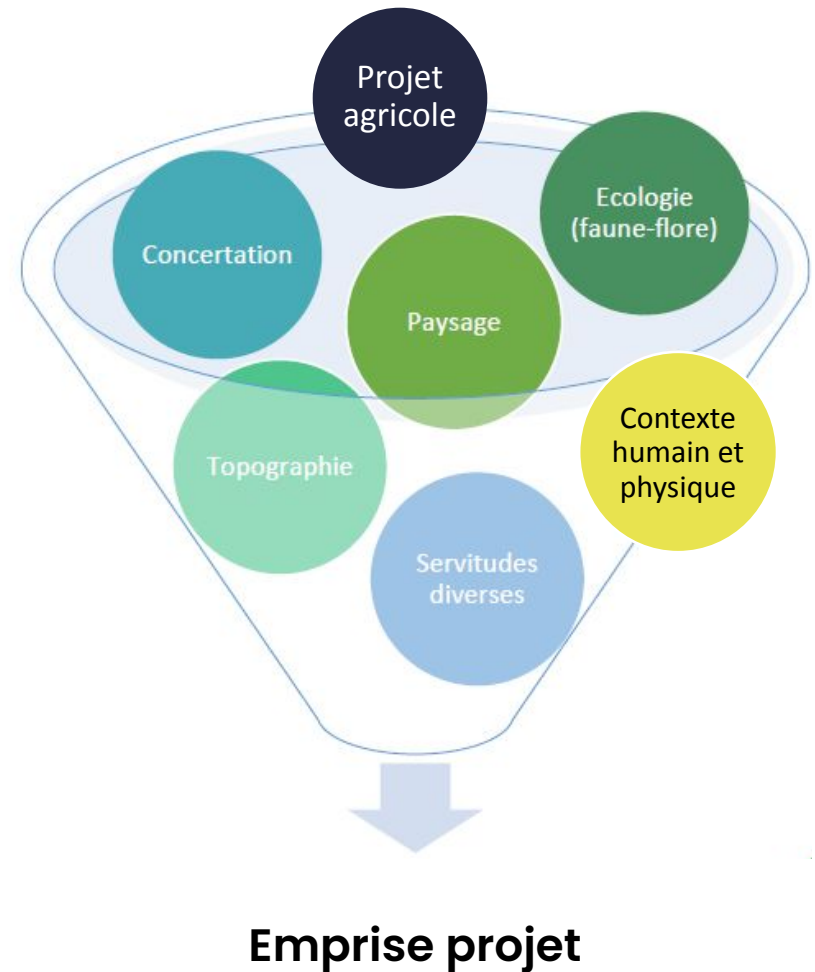 Projet
agricole
Ecologie
(faune-flore)
Concertation
Paysage
Contexte
humain et
physique
Topographie
Servitudes
diverses
Emprise projet